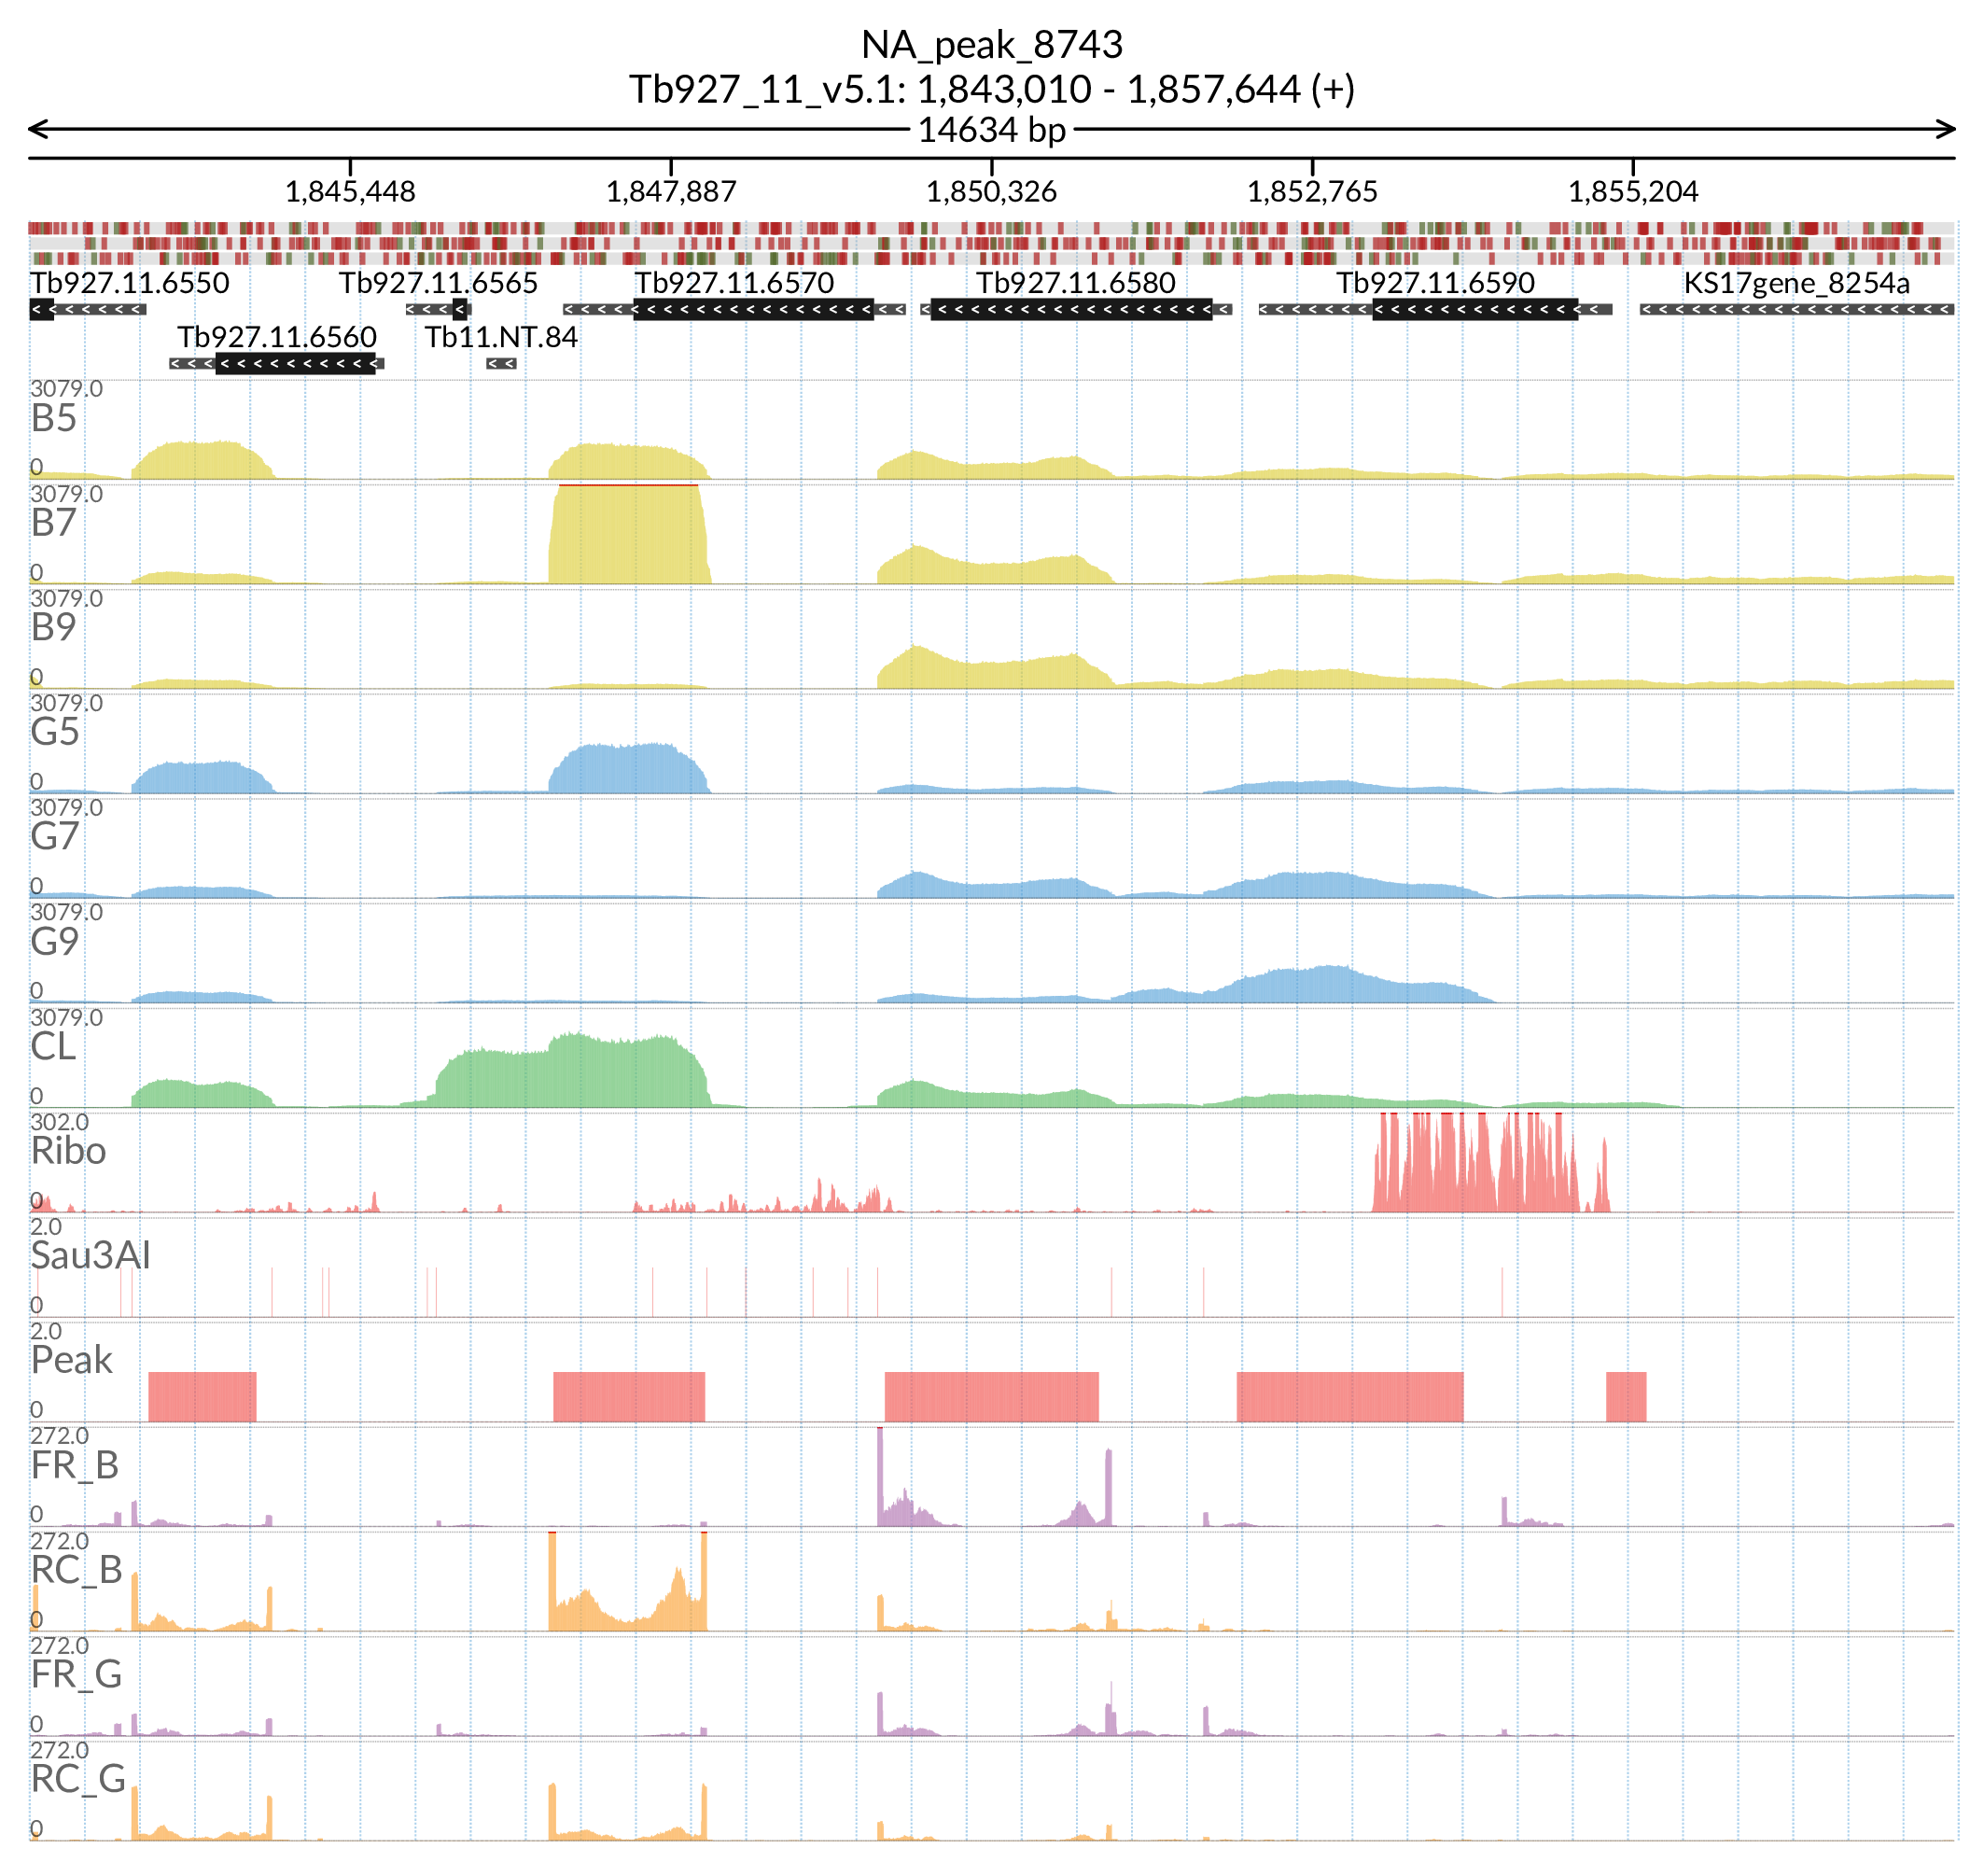 NA_peak_8743
Tb927_11_v5.1: 1,843,010 - 1,857,644 (+)
14634 bp
1,845,448 1,847,887 1,850,326 1,852,765 1,855,204
Tb927.11.6550 Tb927.11.6565 Tb927.11.6570 Tb927.11.6580 Tb927.11.6590 KS17gene_8254a
Tb927.11.6560 Tb11.NT.84
3079.0
B5
0
3079.0
B7
0
3079.0
B9
0
3079.0
G5
0
3079.0
G7
0
3079.0
G9
0
3079.0
CL
0
302.0
Ribo
0
2.0
Sau3AI
0
2.0
Peak
0
272.0
FR_B
0
272.0
RC_B
0
272.0
FR_G
0
272.0
RC_G
0